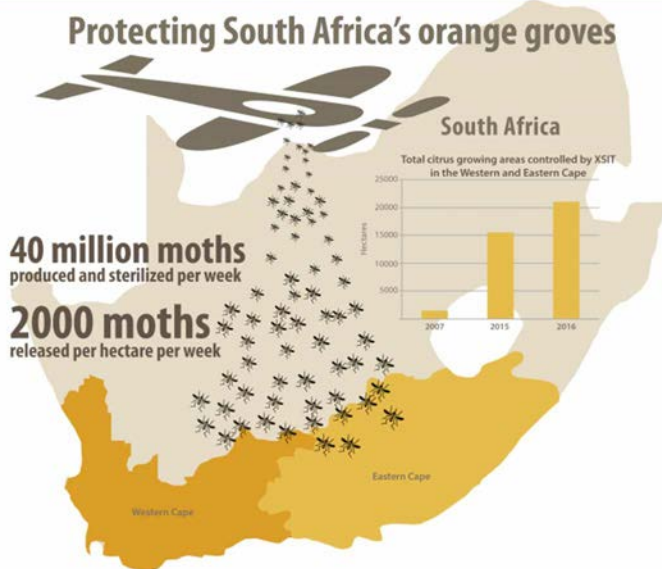 Protecting South Africa's orange groves
South Africa
Total citrus growing areas controlled by XSIT
in the Western and Eastern Cape
25000
20000
15000
10000
5000
Hectares
2007
2015
2016
40 million moths
produced and sterilized per week
2000 moths
released per hectare per week
Western Cape
Eastern Cape